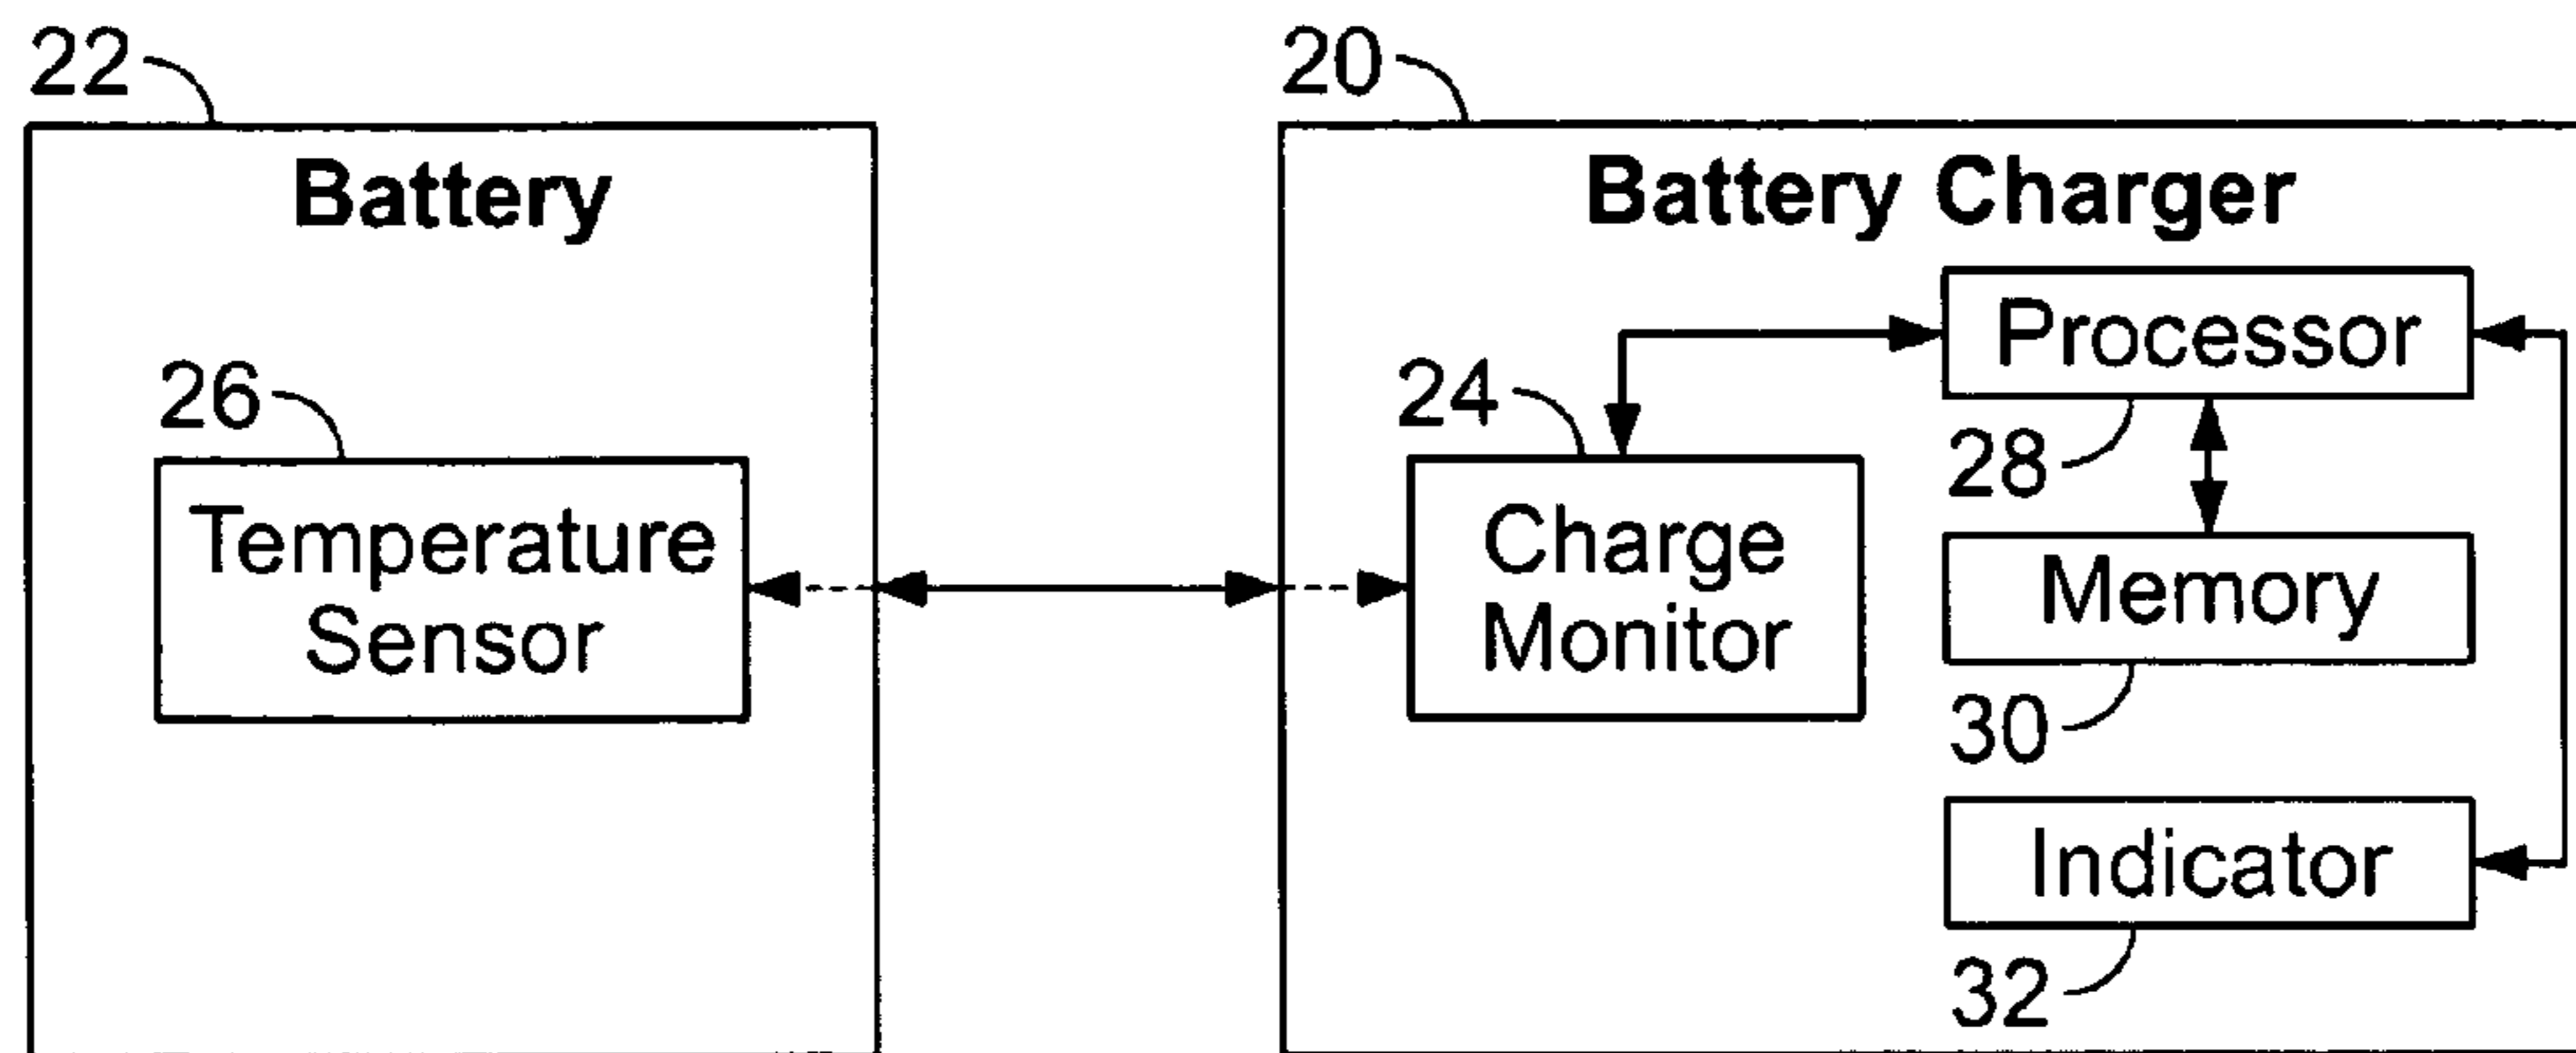 22
Battery
26
Temperature
Sensor
20
Battery Charger
Processor
28
24
Charge
Monitor
Memory
30
Indicator
32